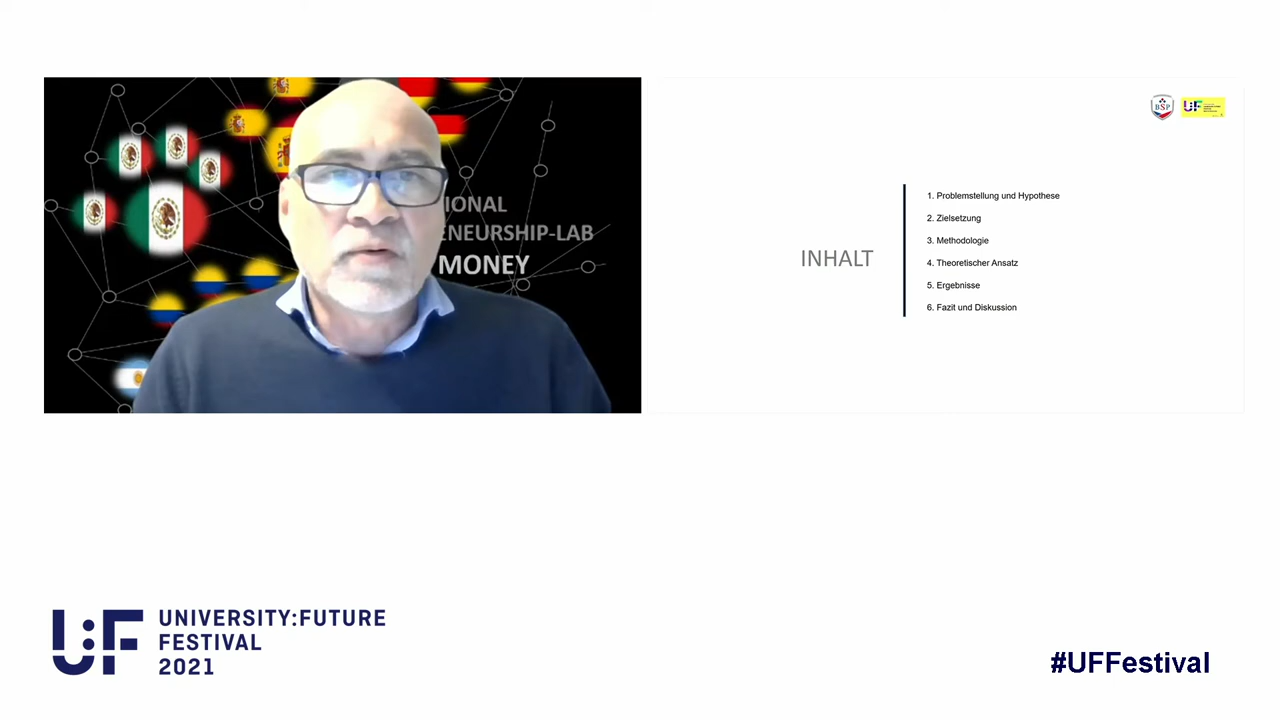 IONAL
ENEURSHIP-LAB
MONEY
BSP
U:F
INHALT
1. Problemstellung und Hypothese
2. Zielsetzung
3. Methodologie
4. Theoretischer Ansatz
5. Ergebnisse
6. Fazit und Diskussion
U:F
UNIVERSITY:FUTURE
FESTIVAL
2021
#UFFestival